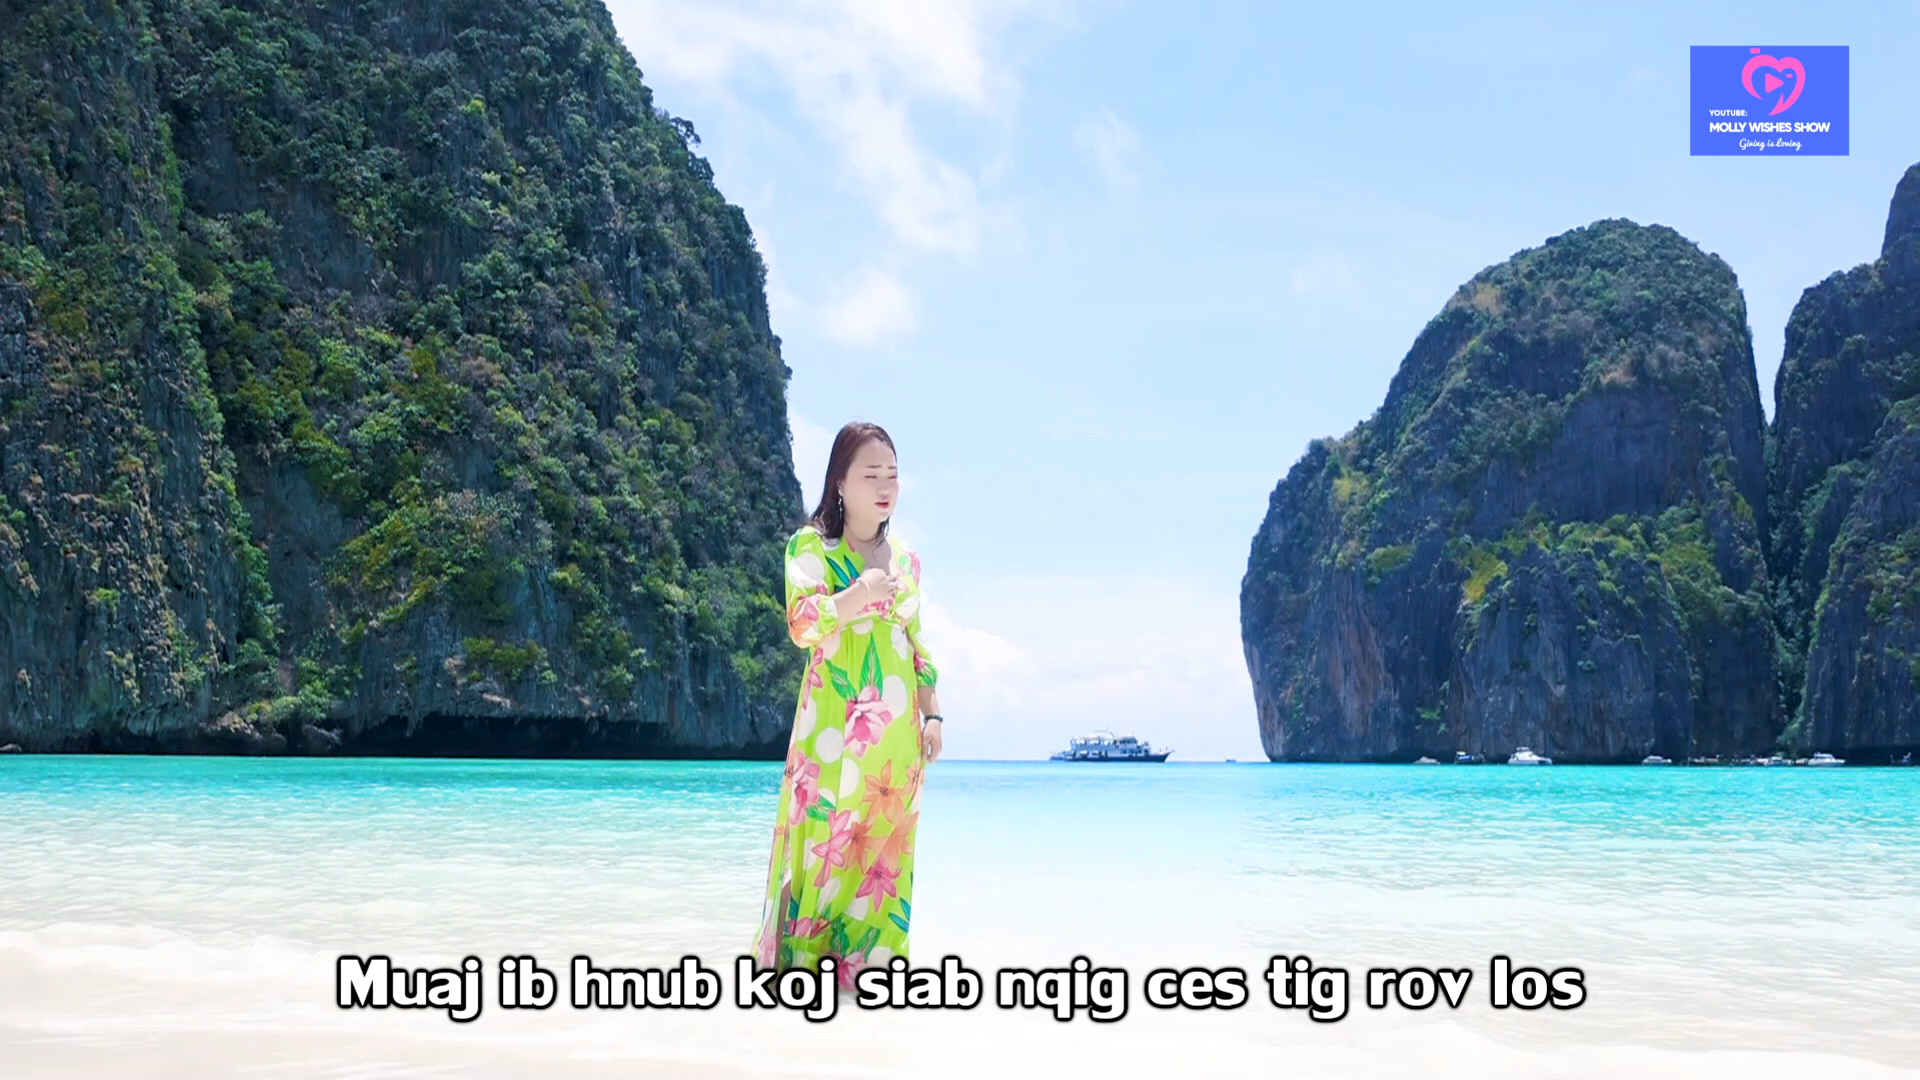 YOUTUBE:
MOLLY WISHES SHOW
Giving is Loving
Muaj ib hnub koj siab nqig ces tig rov los